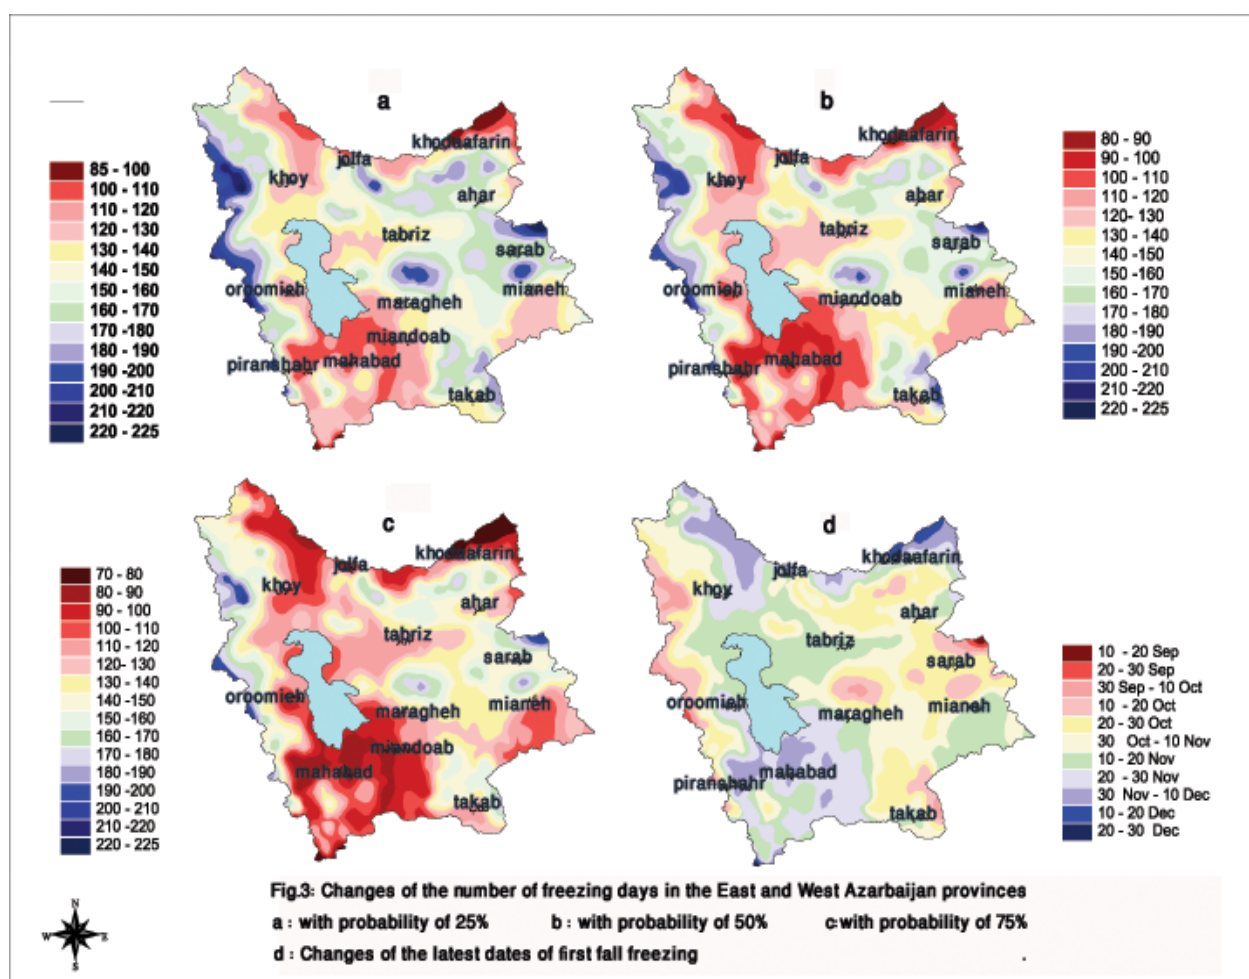 a
khodaafarin
jolfa
khoy
ahar
tabriz
sarab
oroomieh
mianeh
maragheh
miandoab
piranshahr
mahabad
takab
85 - 100
100 - 110
110 - 120
120 - 130
130 - 140
140 - 150
150 - 160
160 - 170
170 -180
180 - 190
190 -200
200 - 210
210 - 220
220 - 225
b
khodaafarin
jolfa
khoy
abar
tabriz
sarab
oroomieh
mianeh
miandoab
piranshahr
mahabad
takab
80 - 90
90 - 100
100 - 110
110 - 120
120- 130
130 - 140
140 -150
150 - 160
160 - 170
170 - 180
180 -190
190 -200
200 - 210
210 -220
220 - 225
c
khodaafarin
jolfa
khoy
ahar
tabriz
sarab
oroomieh
mianeh
maragheh
miandoab
mahabad
takab
70 - 80
80 - 90
90 - 100
100 - 110
110 - 120
120- 130
130 - 140
140 -150
150 - 160
160 - 170
170 - 180
180 -190
190 -200
200 - 210
210 -220
220 - 225
d
khodaafarin
jolfa
khoy
ahar
tabriz
sarab
oroomieh
mianeh
maragheh
piranshahr
mahabad
takab
10 - 20 Sep
20 - 30 Sep
30 Sep - 10 Oct
10 - 20 Oct
20 - 30 Oct
30 Oct - 10 Nov
10 - 20 Nov
20 - 30 Nov
30 Nov - 10 Dec
10 - 20 Dec
20 - 30 Dec
N
W E
S
Fig.3: Changes of the number of freezing days in the East and West Azarbaijan provinces
a : with probability of 25% b : with probability of 50% c:with probability of 75%
d : Changes of the latest dates of first fall freezing .